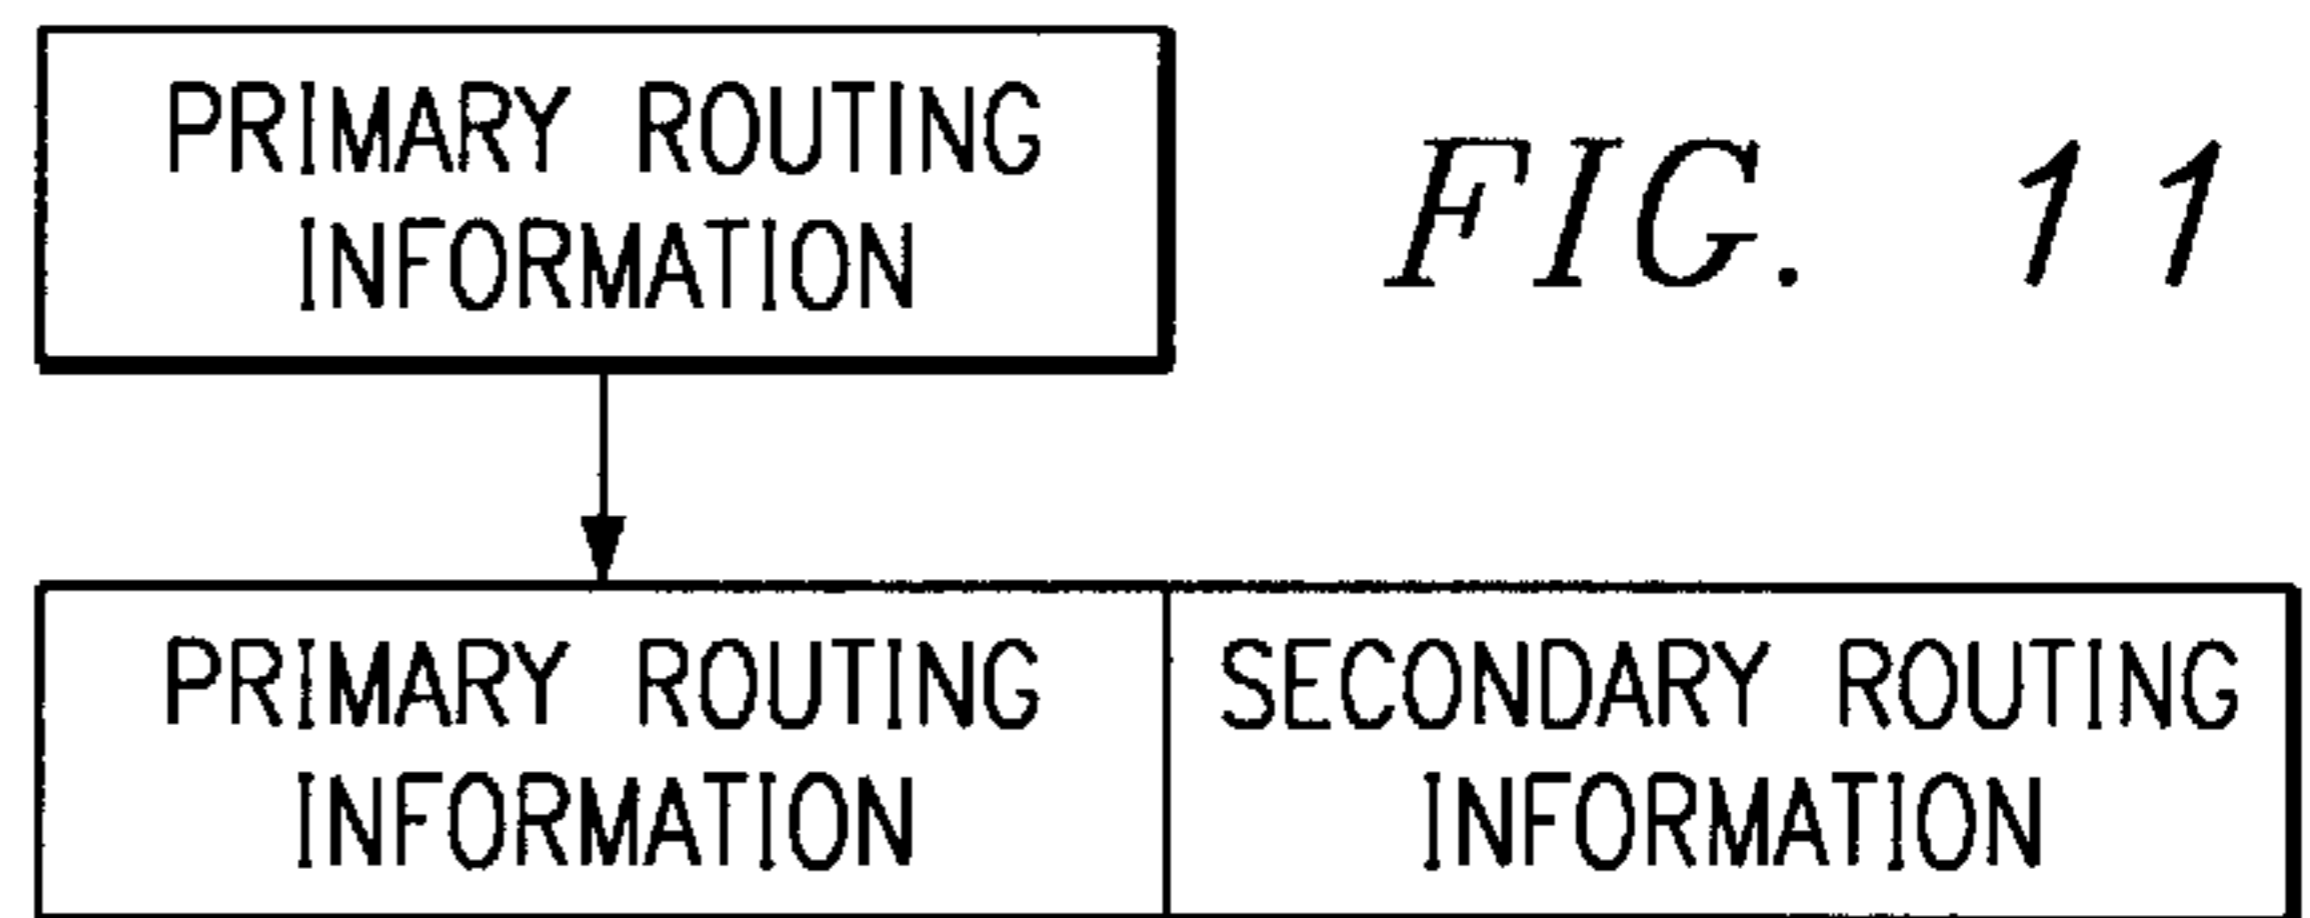 PRIMARY ROUTING
INFORMATION
FIG. 11
PRIMARY ROUTING
INFORMATION
SECONDARY ROUTING
INFORMATION